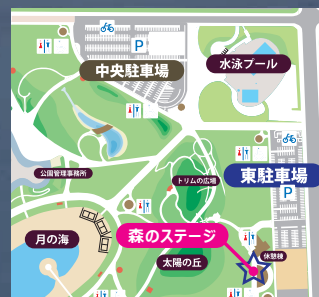 P
中央駐車場
水泳プール
公園管理事務所
トリムの広場
東駐車場
P
月の海
森のステージ
太陽の丘
休憩棟